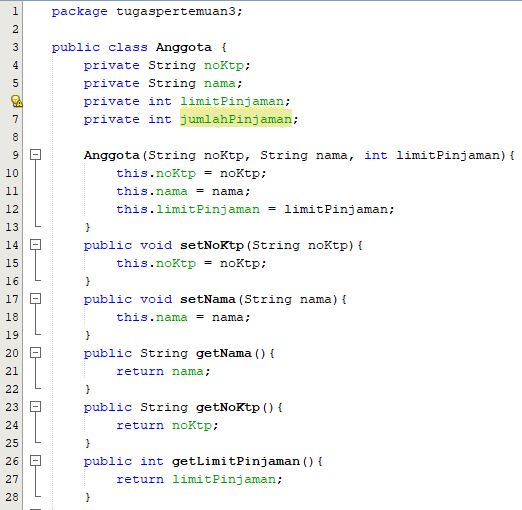 1 package tugaspertemuan3;
2
3 public class Anggota {
4 private String noKtp;
5 private String nama;
private int limitPinjaman;
7 private int jumlahPinjaman;
8
9 Anggota(String noKtp, String nama, int limitPinjaman){
10 this.noKtp = noKtp;
11 this.nama = nama;
12 this.limitPinjaman = limitPinjaman;
13 }
14 public void setNoKtp(String noKtp){
15 this.noKtp = noKtp;
16 }
17 public void setNama(String nama){
18 this.nama = nama;
19 }
20 public String getNama(){
21 return nama;
22 }
23 public String getNoKtp(){
24 return noKtp;
25 }
26 public int getLimitPinjaman(){
27 return limitPinjaman;
28 }